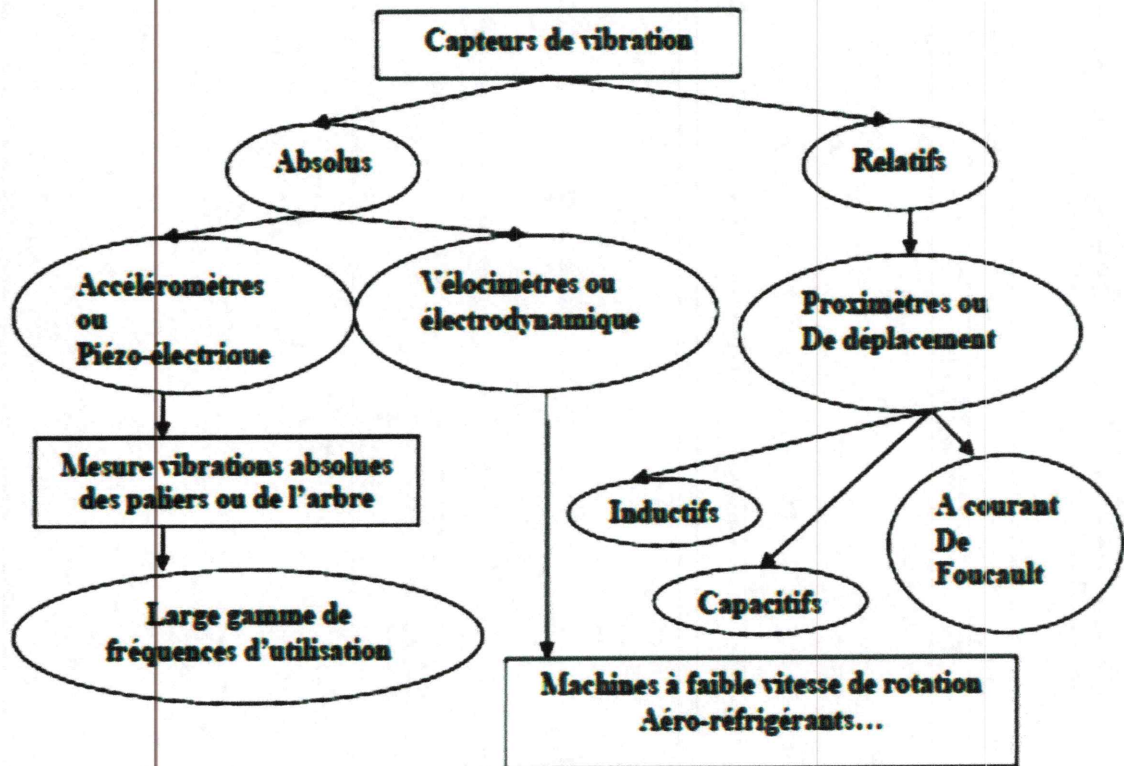 Capteurs de vibration
Absolus
Relatifs
Accéléromètres
ou
Piézo-électrique
Vélocimètres ou
électrodynamique
Proximètres ou
De déplacement
Mesure vibrations absolues
des paliers ou de l'arbre
Inductifs
A courant
De
Foucault
Capacitifs
Large gamme de
fréquences d'utilisation
Machines à faible vitesse de rotation
Aéro-réfrigérants...